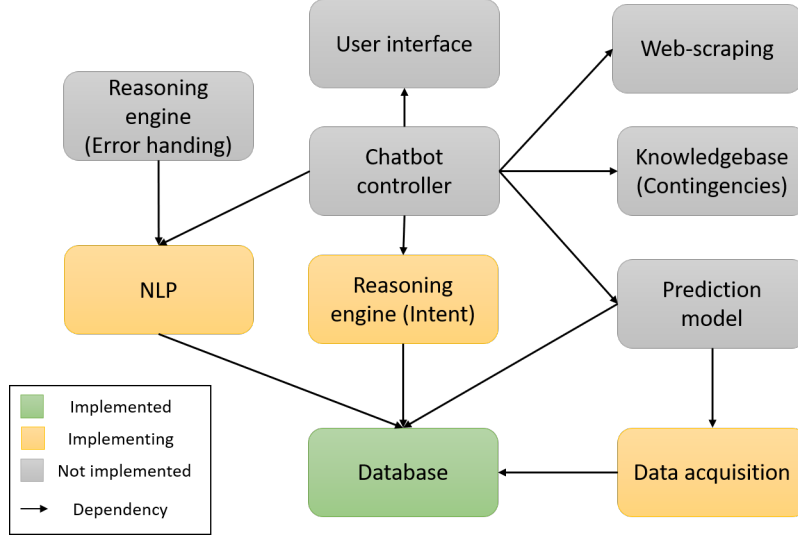 User interface
Web-scraping
Reasoning
engine
(Error handing)
Chatbot
controller
Knowledgebase
(Contingencies)
NLP
Reasoning
engine (Intent)
Prediction
model
Implemented
Implementing
Not implemented
Dependency
Database
Data acquisition